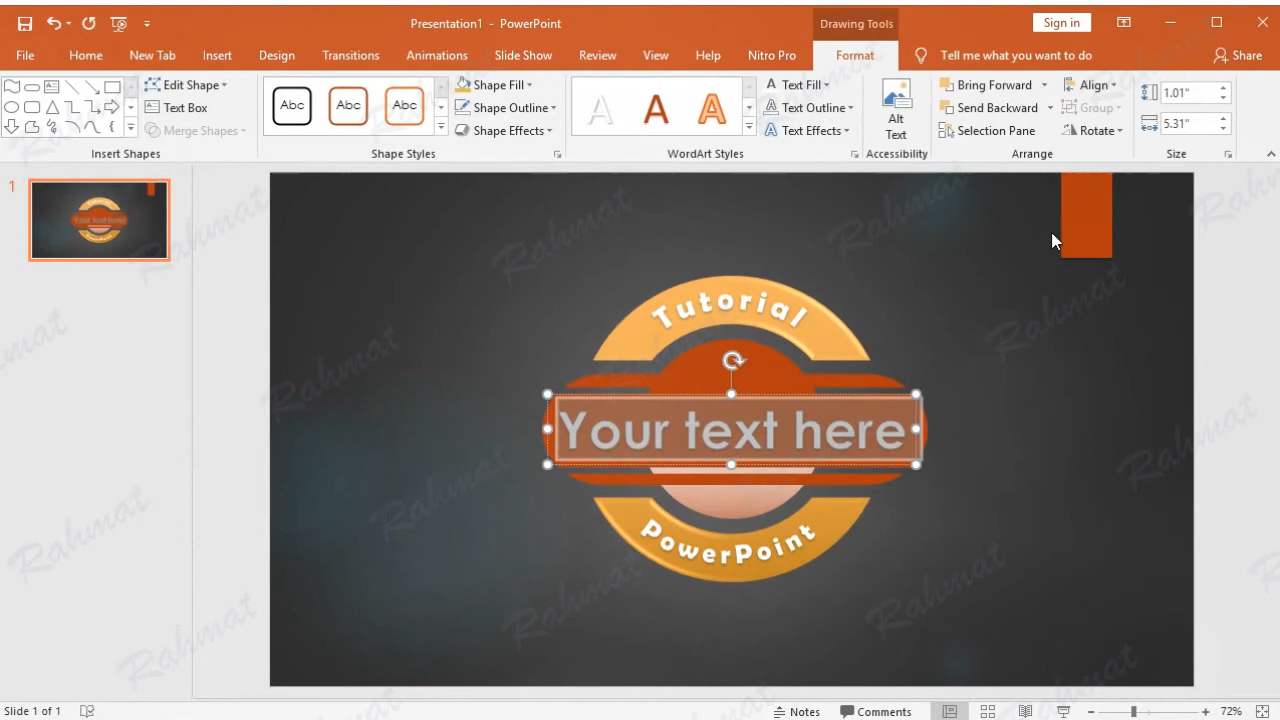 Presentation1 - PowerPoint
Drawing Tools
Sign in
File Home New Tab Insert Design Transitions Animations Slide Show Review View Help Nitro Pro Format Tell me what you want to do Share
Edit Shape
Text Box
Merge Shapes
Insert Shapes
Abc Abc Abc
Shape Fill
Shape Outline
Shape Effects
Shape Styles
A A A
WordArt Styles
A Text Fill
A Text Outline
A Text Effects
Alt
Text
Accessibility
Bring Forward
Send Backward
Selection Pane
Align
Group
Rotate
Arrange
1.01"
5.31"
Size
1
Tutorial
Your text here
PowerPoint
Rahmat
Slide 1 of 1
Notes Comments 72%